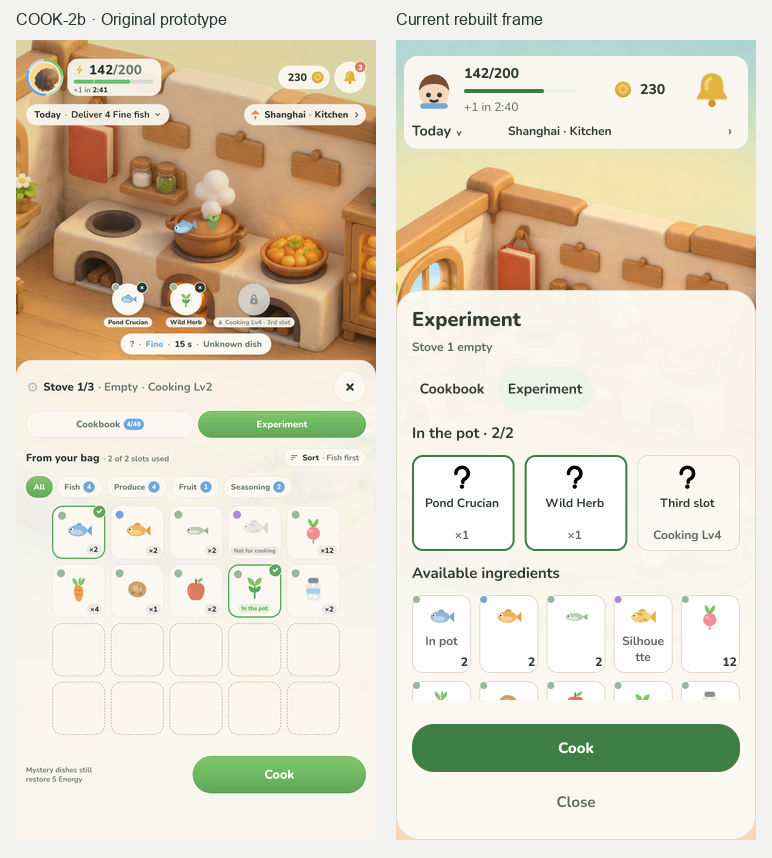 COOK-2b · Original prototype
142/200
+1 in 2:41
230
3
Today · Deliver 4 Fine fish
Shanghai · Kitchen
Pond Crucian
Wild Herb
Cooking Lv4 · 3rd slot
? · Fine · 15 s · Unknown dish
Stove 1/3 · Empty · Cooking Lv2
Cookbook 4/48
Experiment
From your bag · 2 of 2 slots used
Sort · Fish first
All
Fish 4
Produce 4
Fruit 1
Seasoning 2
×2
×2
×2
Not for cooking
×12
×4
×1
×2
In the pot
×2
Mystery dishes still
restore 5 Energy
Cook
Current rebuilt frame
142/200
+1 in 2:40
230
Today
Shanghai · Kitchen
Experiment
Stove 1 empty
Cookbook
Experiment
In the pot · 2/2
?
Pond Crucian
×1
?
Wild Herb
×1
?
Third slot
Cooking Lv4
Available ingredients
In pot
2
2
2
Silhoue
tte
12
Cook
Close